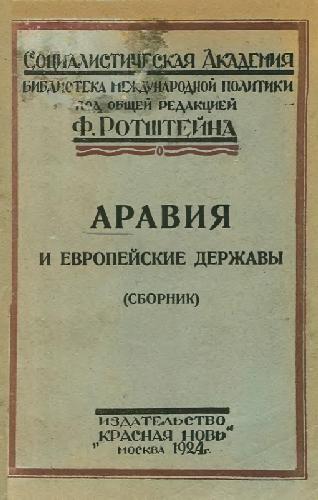 Социалистическая Академия
Библиотека международной политики
под общей редакцией
Ф. Ротштейна
АРАВИЯ
И ЕВРОПЕЙСКИЕ ДЕРЖАВЫ
(СБОРНИК)
ИЗДАТЕЛЬСТВО
„КРАСНАЯ НОВЬ“
МОСКВА 1924 г.